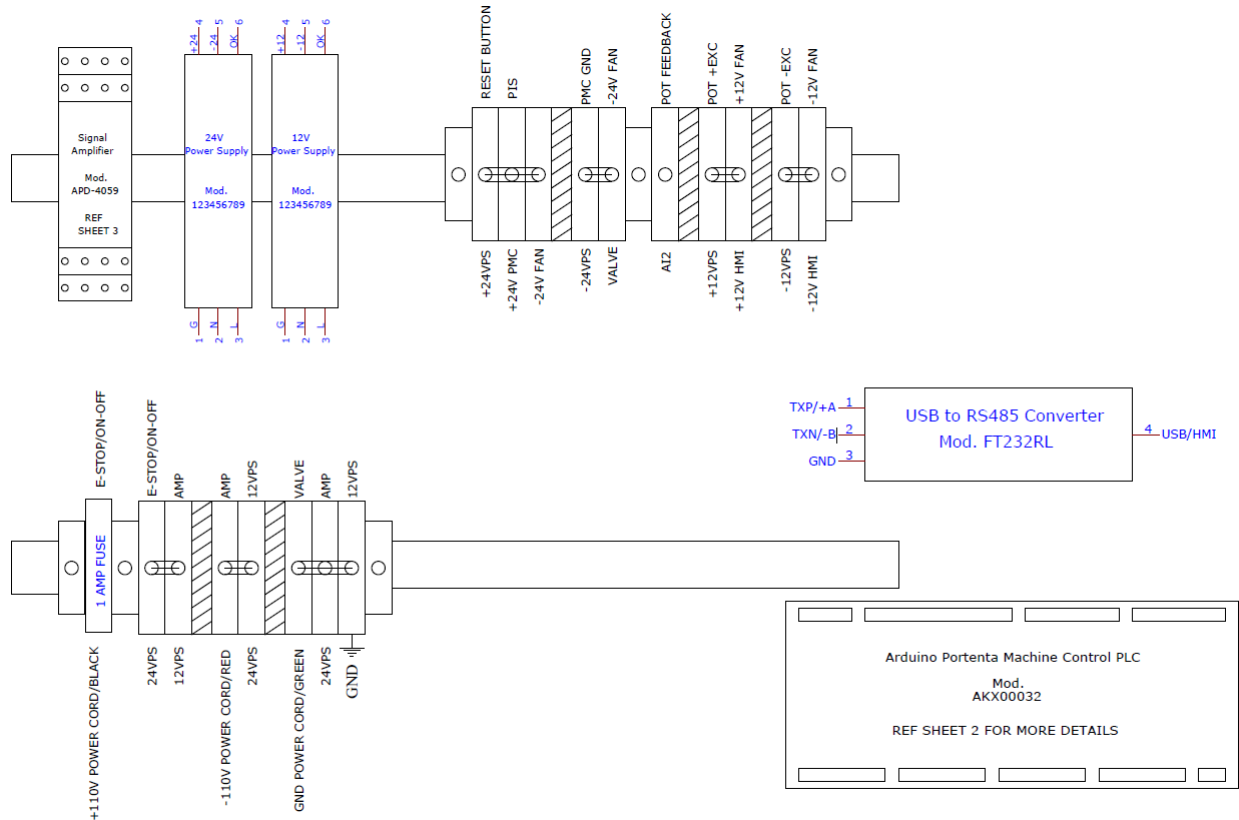 +24 4
-24 5
OK 6
+12 4
-12 5
OK 6
Signal
Amplifier
Mod.
APD-4059
REF
SHEET 3
24V
Power Supply
Mod.
123456789
12V
Power Supply
Mod.
123456789
1 G
2 N
3 L
1 G
2 N
3 L
RESET BUTTON
PIS
PMC GND
-24V FAN
POT FEEDBACK
POT +EXC
+12V FAN
POT -EXC
-12V FAN
+24VPS
+24V PMC
-24V FAN
-24VPS
VALVE
AI2
+12VPS
+12V HMI
-12VPS
-12V HMI
TXP/+A 1
TXN/-B 2
GND 3
USB to RS485 Converter
Mod. FT232RL
4 USB/HMI
E-STOP/ON-OFF
E-STOP/ON-OFF
AMP
AMP
12VPS
VALVE
AMP
12VPS
1 AMP FUSE
+110V POWER CORD/BLACK
24VPS
12VPS
-110V POWER CORD/RED
24VPS
GND POWER CORD/GREEN
24VPS
GND
Arduino Portenta Machine Control PLC
Mod.
AKX00032
REF SHEET 2 FOR MORE DETAILS